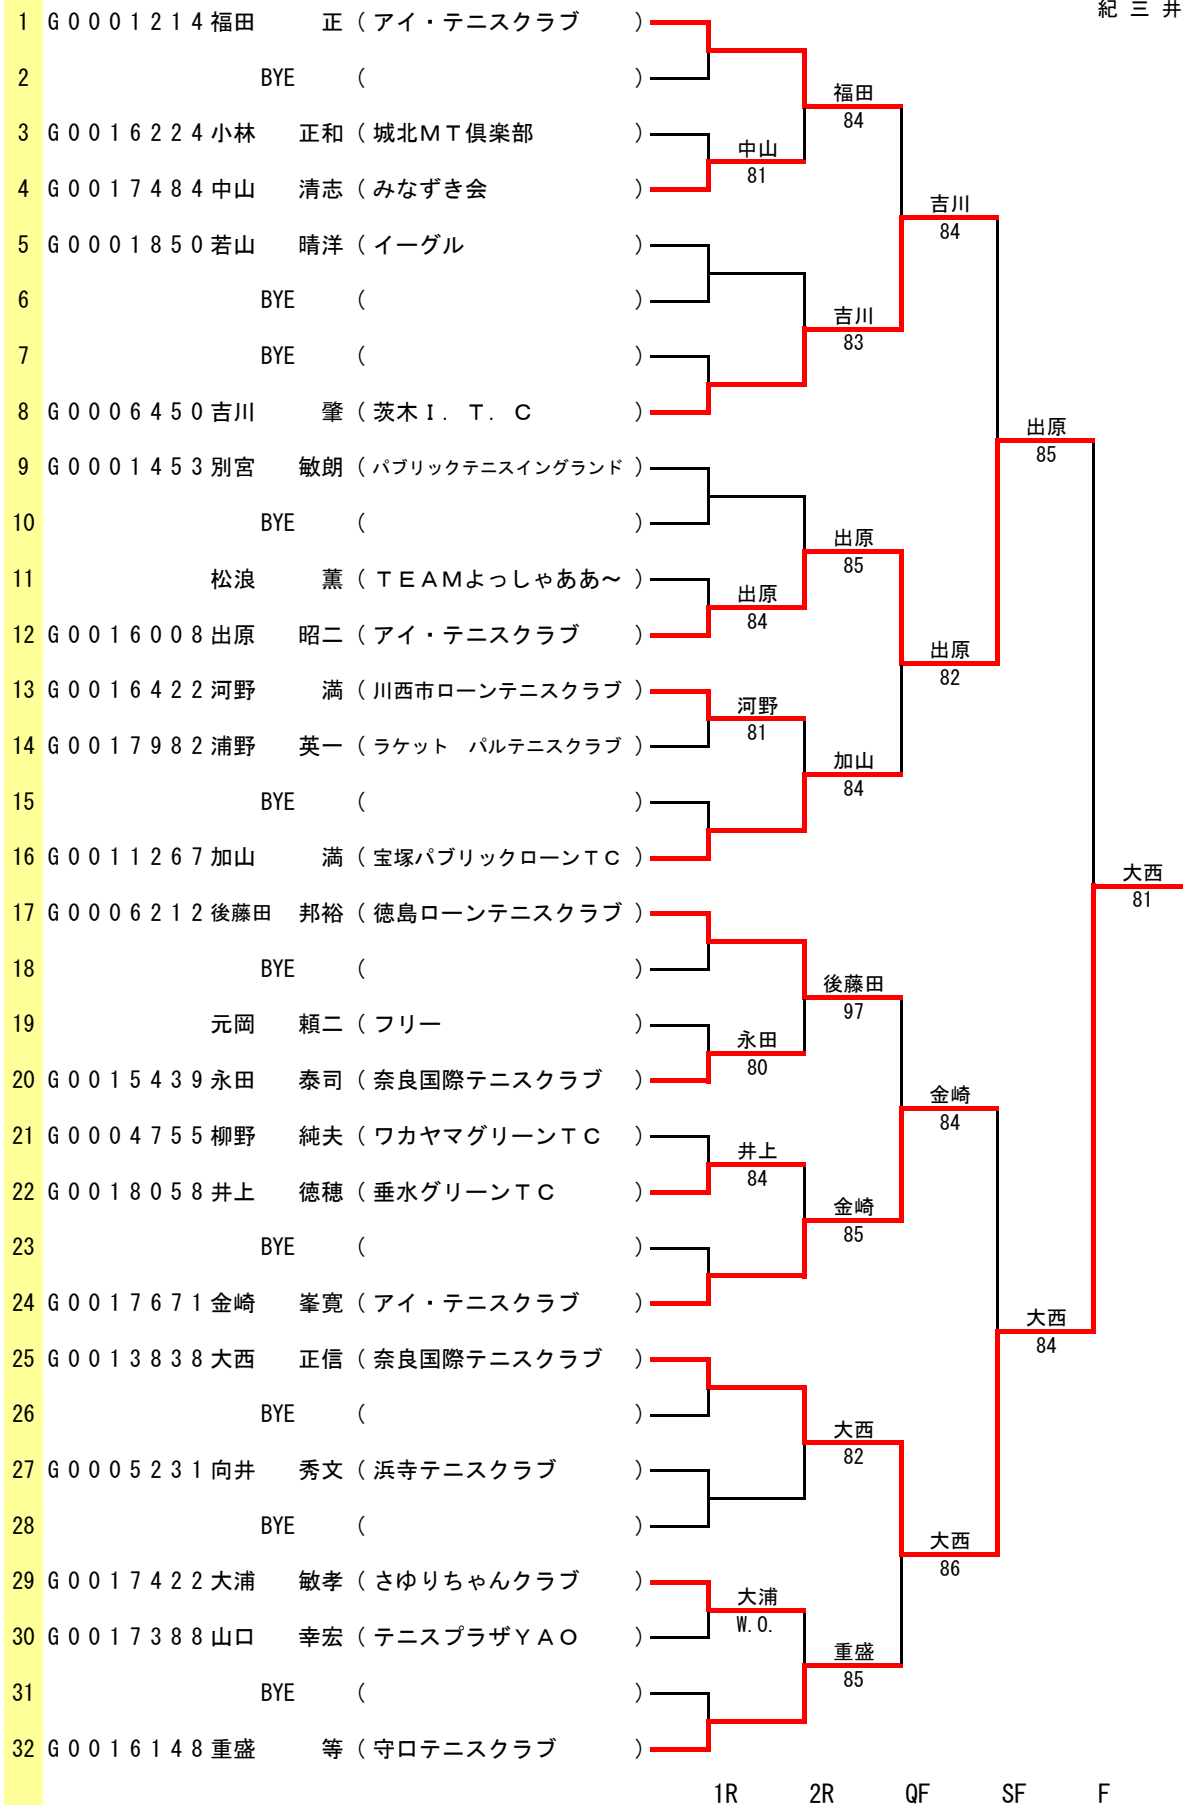 紀 三 井
1 G0001214 福田 正 ( アイ・テニスクラブ )
2 BYE ( )
福田
84
3 G0016224 小林 正和 ( 城北MT倶楽部 )
中山
81
4 G0017484 中山 清志 ( みなずき会 )
吉川
84
5 G0001850 若山 晴洋 ( イーグル )
6 BYE ( )
吉川
83
7 BYE ( )
8 G0006450 吉川 肇 ( 茨木I. T. C )
出原
85
9 G0001453 別宮 敏朗 ( パブリックテニスイングランド )
10 BYE ( )
出原
85
11 松浪 薫 ( TEAMよっしゃああ~ )
出原
84
12 G0016008 出原 昭二 ( アイ・テニスクラブ )
出原
82
13 G0016422 河野 満 ( 川西市ローンテニスクラブ )
河野
81
14 G0017982 浦野 英一 ( ラケット パルテニスクラブ )
加山
84
15 BYE ( )
16 G0011267 加山 満 ( 宝塚パブリックローンTC )
大西
81
17 G0006212 後藤田 邦裕 (徳島ローンテニスクラブ )
18 BYE ( )
後藤田
97
19 元岡 頼二 ( フリー )
永田
80
20 G0015439 永田 泰司 ( 奈良国際テニスクラブ )
金崎
84
21 G0004755 柳野 純夫 ( ワカヤマグリーンTC )
井上
84
22 G0018058 井上 徳穂 ( 垂水グリーンTC )
金崎
85
23 BYE ( )
24 G0017671 金崎 峯寛 ( アイ・テニスクラブ )
大西
84
25 G0013838 大西 正信 ( 奈良国際テニスクラブ )
26 BYE ( )
大西
82
27 G0005231 向井 秀文 ( 浜寺テニスクラブ )
28 BYE ( )
大西
86
29 G0017422 大浦 敏孝 ( さゆりちゃんクラブ )
大浦
W.O.
30 G0017388 山口 幸宏 ( テニスプラザYAO )
重盛
85
31 BYE ( )
32 G0016148 重盛 等 ( 守口テニスクラブ )
1R 2R QF SF F